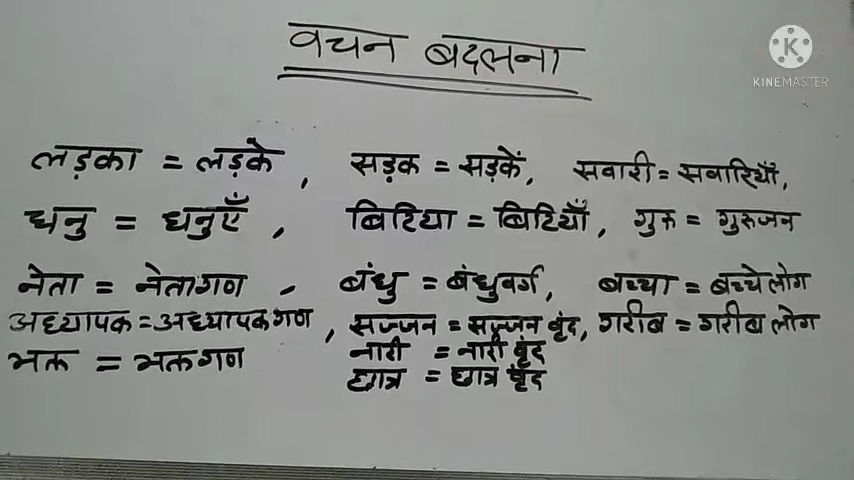 वचन बदलना
KINEMASTER
लड़का = लड़के , सड़क = सड़कें, सवारी = सवारियाँ,
धनु = धनुएँ , बिटिया = बिटियाँ, गुरु = गुरुजन
नेता = नेतागण - बंधु = बंधुवर्ग, बच्चा = बच्चेलोग
अध्यापक = अध्यापकगण , सज्जन = सज्जन वृंद, गरीब = गरीब लोग
नारी = नारी वृंद
भक्त = भक्तगण
छात्र = छात्र वृंद